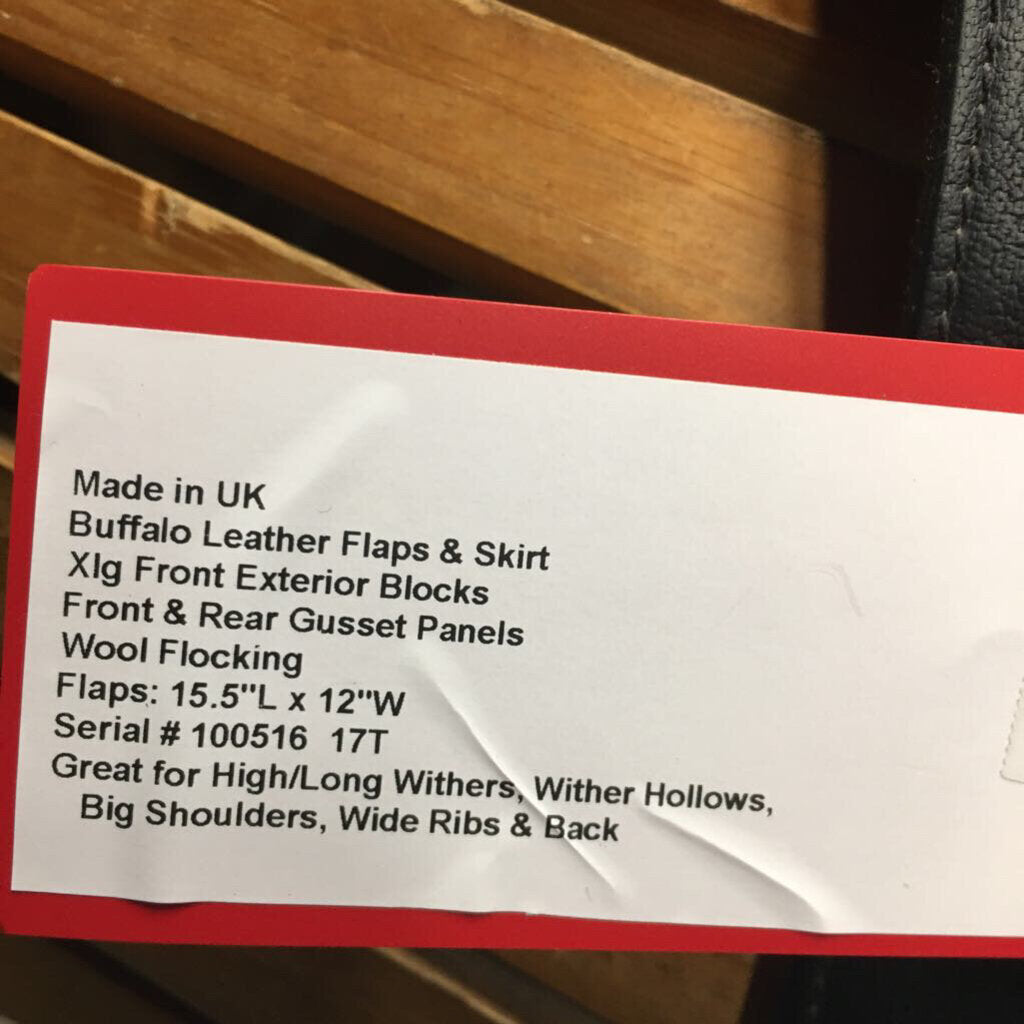 Made in UK
Buffalo Leather Flaps & Skirt
Xlg Front Exterior Blocks
Front & Rear Gusset Panels
Wool Flocking
Flaps: 15.5"L x 12"W
Serial # 100516 17T
Great for High/Long Withers, Wither Hollows,
Big Shoulders, Wide Ribs & Back